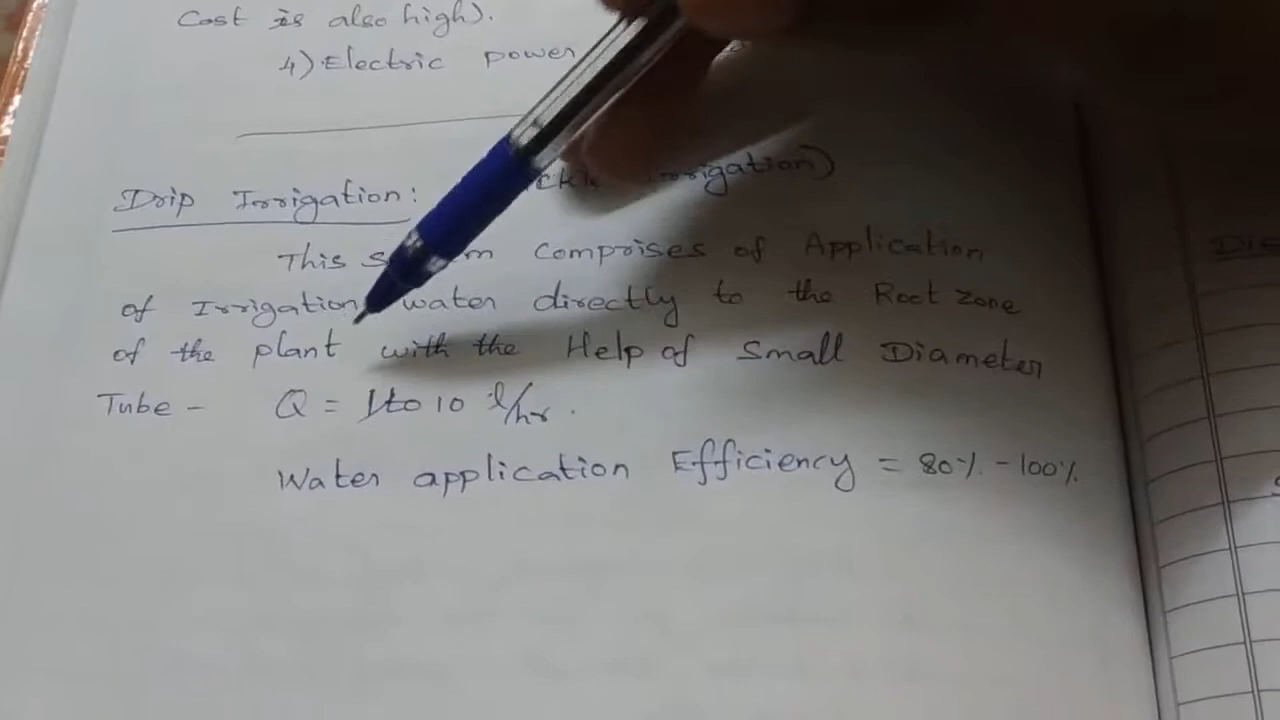 Cost is also high).
4) Electric power
Drip Irrigation: Irrigation)
This comprises of Application
of Irrigation water directly to the Root zone
of the plant with the Help of Small Diameter
Tube - Q = 1 to 10 l/hr.
Water application Efficiency = 80% - 100%